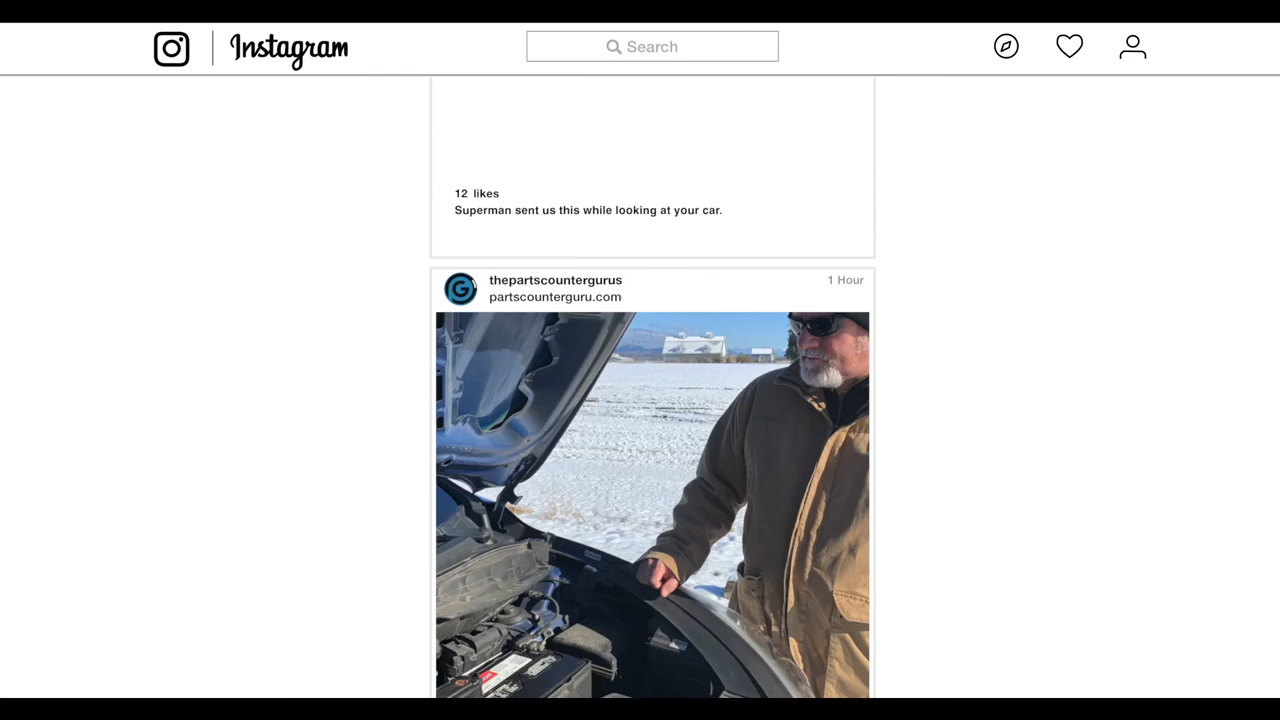 Instagram
Search
12 likes
Superman sent us this while looking at your car.
thepartscountergurus
1 Hour
partscounterguru.com